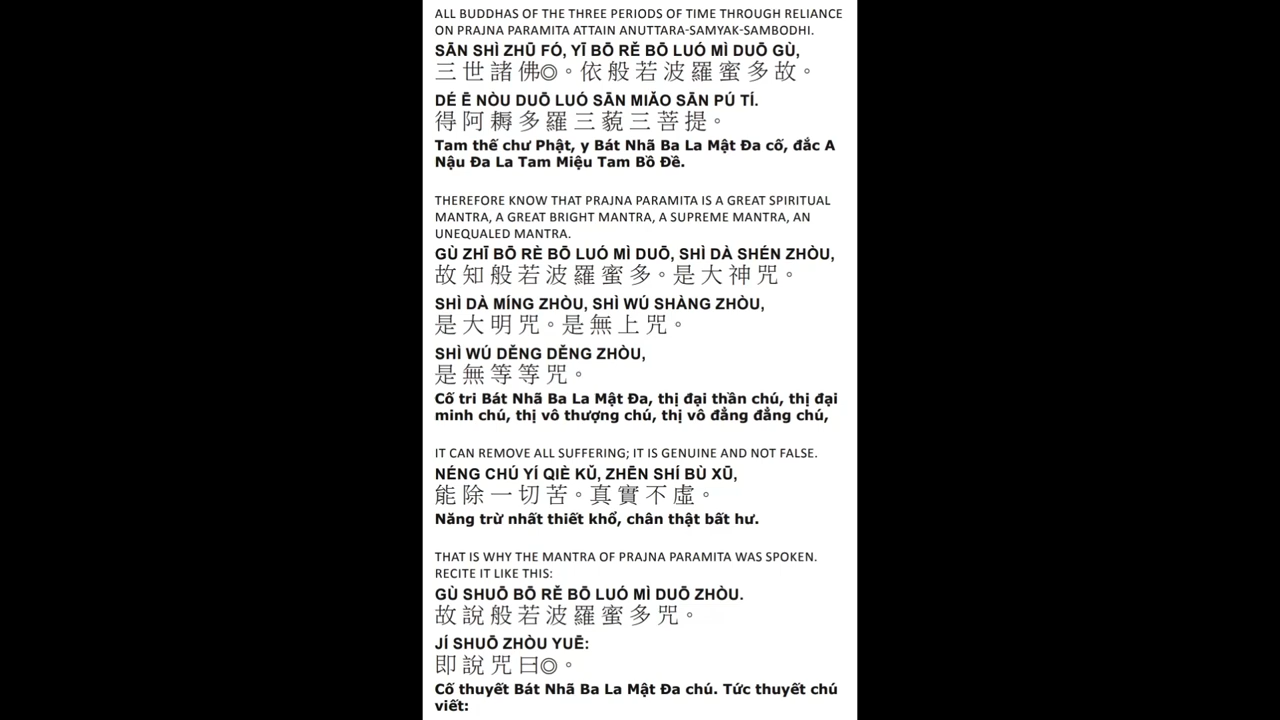 ALL BUDDHAS OF THE THREE PERIODS OF TIME THROUGH RELIANCE
ON PRAJNA PARAMITA ATTAIN ANUTTARA-SAMYAK-SAMBODHI.
SĀN SHÌ ZHŪ FÓ, YĪ BŌ RĚ BŌ LUÓ MÌ DUŌ GÙ,
三世諸佛◎。依般若波羅蜜多故。
DÉ Ē NÒU DUŌ LUÓ SĀN MIǍO SĀN PÚ TÍ.
得阿耨多羅三藐三菩提。
Tam thế chư Phật, y Bát Nhã Ba La Mật Đa cố, đắc A
Nậu Đa La Tam Miệu Tam Bồ Đề.
THEREFORE KNOW THAT PRAJNA PARAMITA IS A GREAT SPIRITUAL
MANTRA, A GREAT BRIGHT MANTRA, A SUPREME MANTRA, AN
UNEQUALED MANTRA.
GÙ ZHĪ BŌ RÈ BŌ LUÓ MÌ DUŌ, SHÌ DÀ SHÉN ZHÒU,
故知般若波羅蜜多。是大神咒。
SHÌ DÀ MÍNG ZHÒU, SHÌ WÚ SHÀNG ZHÒU,
是大明咒。是無上咒。
SHÌ WÚ DĚNG DĚNG ZHÒU,
是無等等咒。
Cố tri Bát Nhã Ba La Mật Đa, thị đại thần chú, thị đại
minh chú, thị vô thượng chú, thị vô đẳng đẳng chú,
IT CAN REMOVE ALL SUFFERING; IT IS GENUINE AND NOT FALSE.
NÉNG CHÚ YÍ QIÈ KǓ, ZHĒN SHÍ BÙ XŪ,
能除一切苦。真實不虛。
Năng trừ nhất thiết khổ, chân thật bất hư.
THAT IS WHY THE MANTRA OF PRAJNA PARAMITA WAS SPOKEN.
RECITE IT LIKE THIS:
GÙ SHUŌ BŌ RĚ BŌ LUÓ MÌ DUŌ ZHÒU.
故說般若波羅蜜多咒。
JÍ SHUŌ ZHÒU YUĒ:
即說咒曰◎。
Cố thuyết Bát Nhã Ba La Mật Đa chú. Tức thuyết chú
viết: